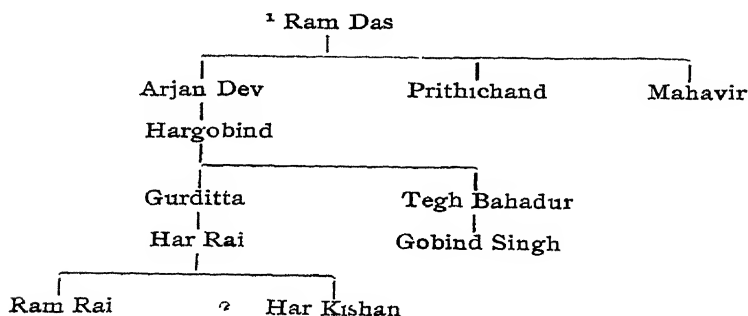 ¹ Ram Das
Arjan Dev Prithichand Mahavir
Hargobind
Gurditta Tegh Bahadur
Har Rai Gobind Singh
Ram Rai Har Kishan